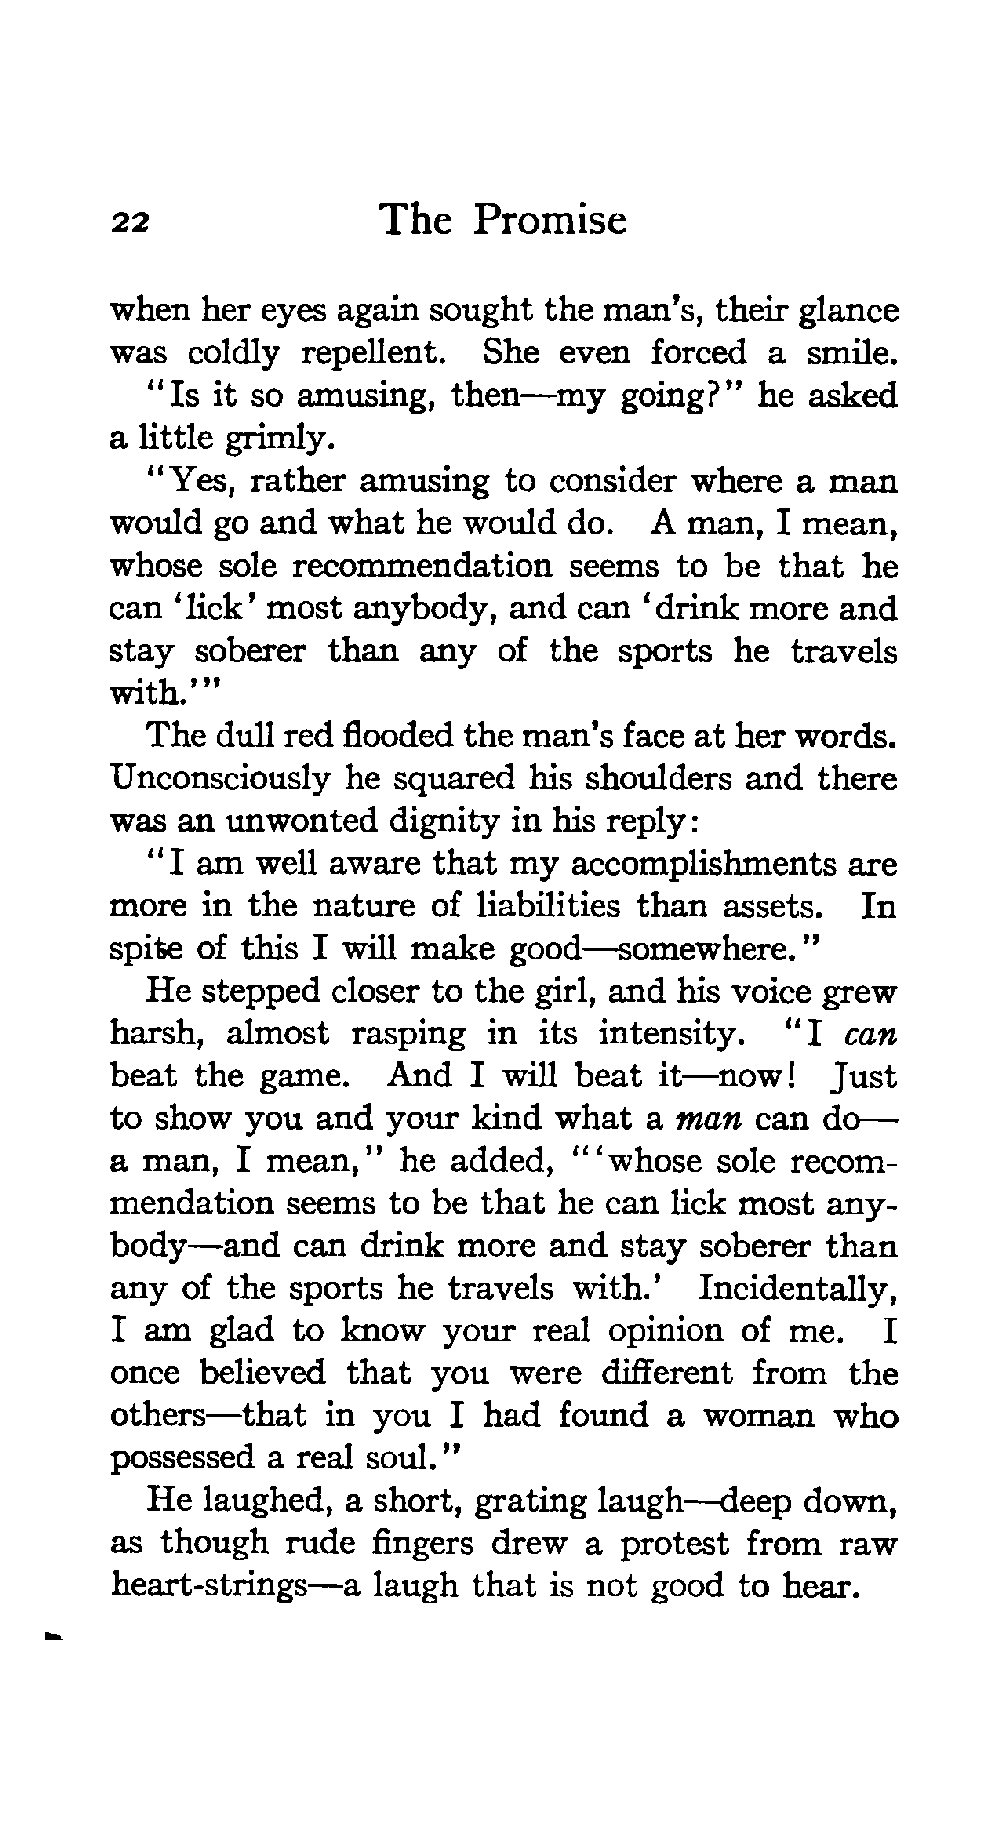 22 The Promise
when her eyes again sought the man's, their glance
was coldly repellent. She even forced a smile.
"Is it so amusing, then—my going?" he asked
a little grimly.
"Yes, rather amusing to consider where a man
would go and what he would do. A man, I mean,
whose sole recommendation seems to be that he
can 'lick' most anybody, and can 'drink more and
stay soberer than any of the sports he travels
with.'"
The dull red flooded the man's face at her words.
Unconsciously he squared his shoulders and there
was an unwonted dignity in his reply:
"I am well aware that my accomplishments are
more in the nature of liabilities than assets. In
spite of this I will make good—somewhere."
He stepped closer to the girl, and his voice grew
harsh, almost rasping in its intensity. "I can
beat the game. And I will beat it—now! Just
to show you and your kind what a man can do—
a man, I mean," he added, "'whose sole recom-
mendation seems to be that he can lick most any-
body—and can drink more and stay soberer than
any of the sports he travels with.' Incidentally,
I am glad to know your real opinion of me. I
once believed that you were different from the
others—that in you I had found a woman who
possessed a real soul."
He laughed, a short, grating laugh—deep down,
as though rude fingers drew a protest from raw
heart-strings—a laugh that is not good to hear.